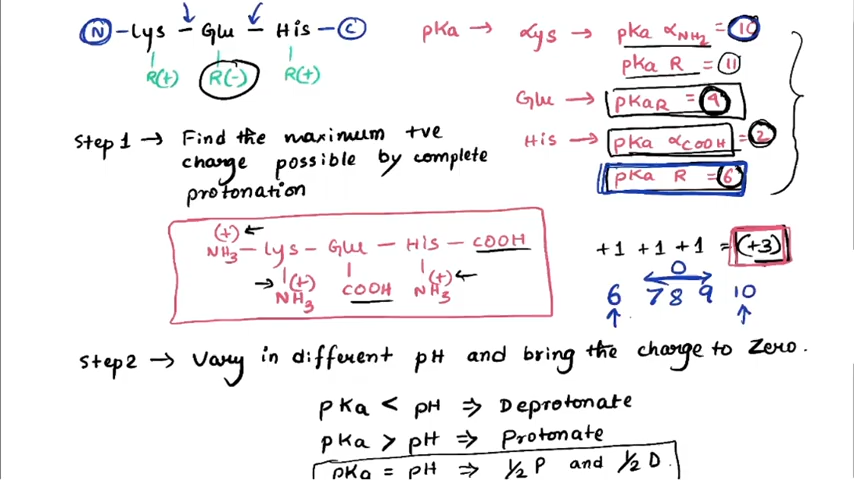 N - Lys - Glu - His - C
R(+) R(-) R(+)
pKa → Lys → pKa αNH2 = 10
pKa R = 11
Glu → pKaR = 4
His → pKa αCOOH = 2
pKa R = 6
Step 1 → Find the maximum +ve
charge possible by complete
protonation
(+)
NH3 - Lys - Glu - His - COOH
(+) (+)
NH3 COOH NH3
+1 +1 +1 = (+3)
0
6 7 8 9 10
Step 2 → Vary in different pH and bring the charge to Zero.
pKa < pH ⇒ Deprotonate
pKa > pH ⇒ Protonate
pKa = pH ⇒ 1/2 P and 1/2 D.